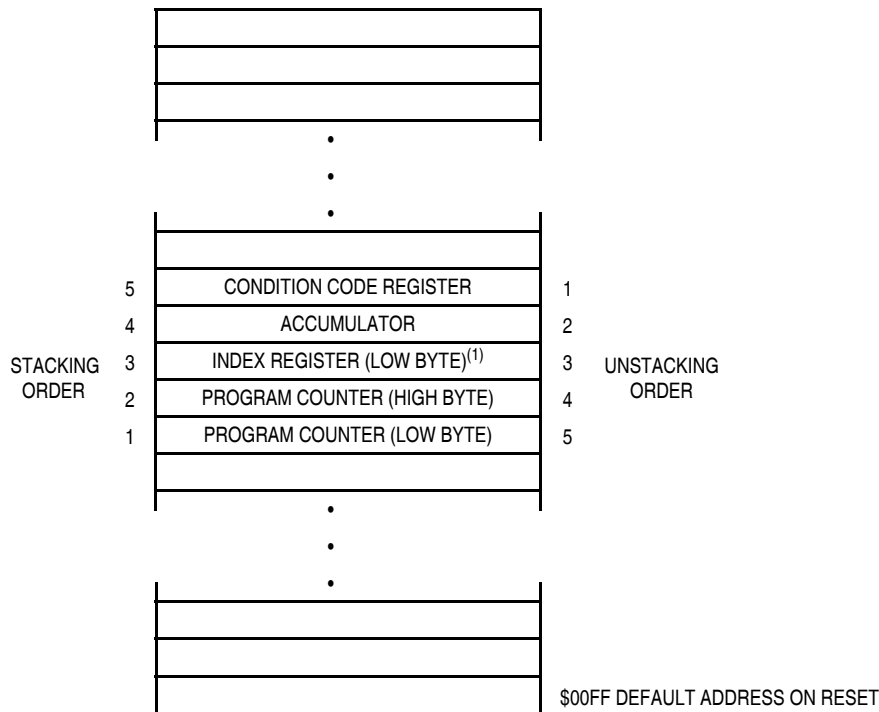 •
•
•
5 CONDITION CODE REGISTER 1
4 ACCUMULATOR 2
STACKING ORDER 3 INDEX REGISTER (LOW BYTE)(1) 3 UNSTACKING ORDER
2 PROGRAM COUNTER (HIGH BYTE) 4
1 PROGRAM COUNTER (LOW BYTE) 5
•
•
•
$00FF DEFAULT ADDRESS ON RESET